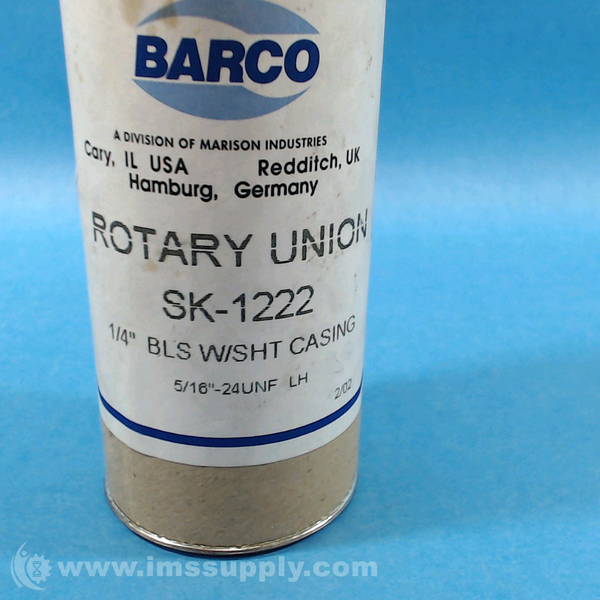 BARCO
A DIVISION OF MARISON INDUSTRIES
Cary, IL USA Redditch, UK
Hamburg, Germany
ROTARY UNION
SK-1222
1/4" BLS W/SHT CASING
5/16"-24UNF LH 2/02
www.imssupply.com